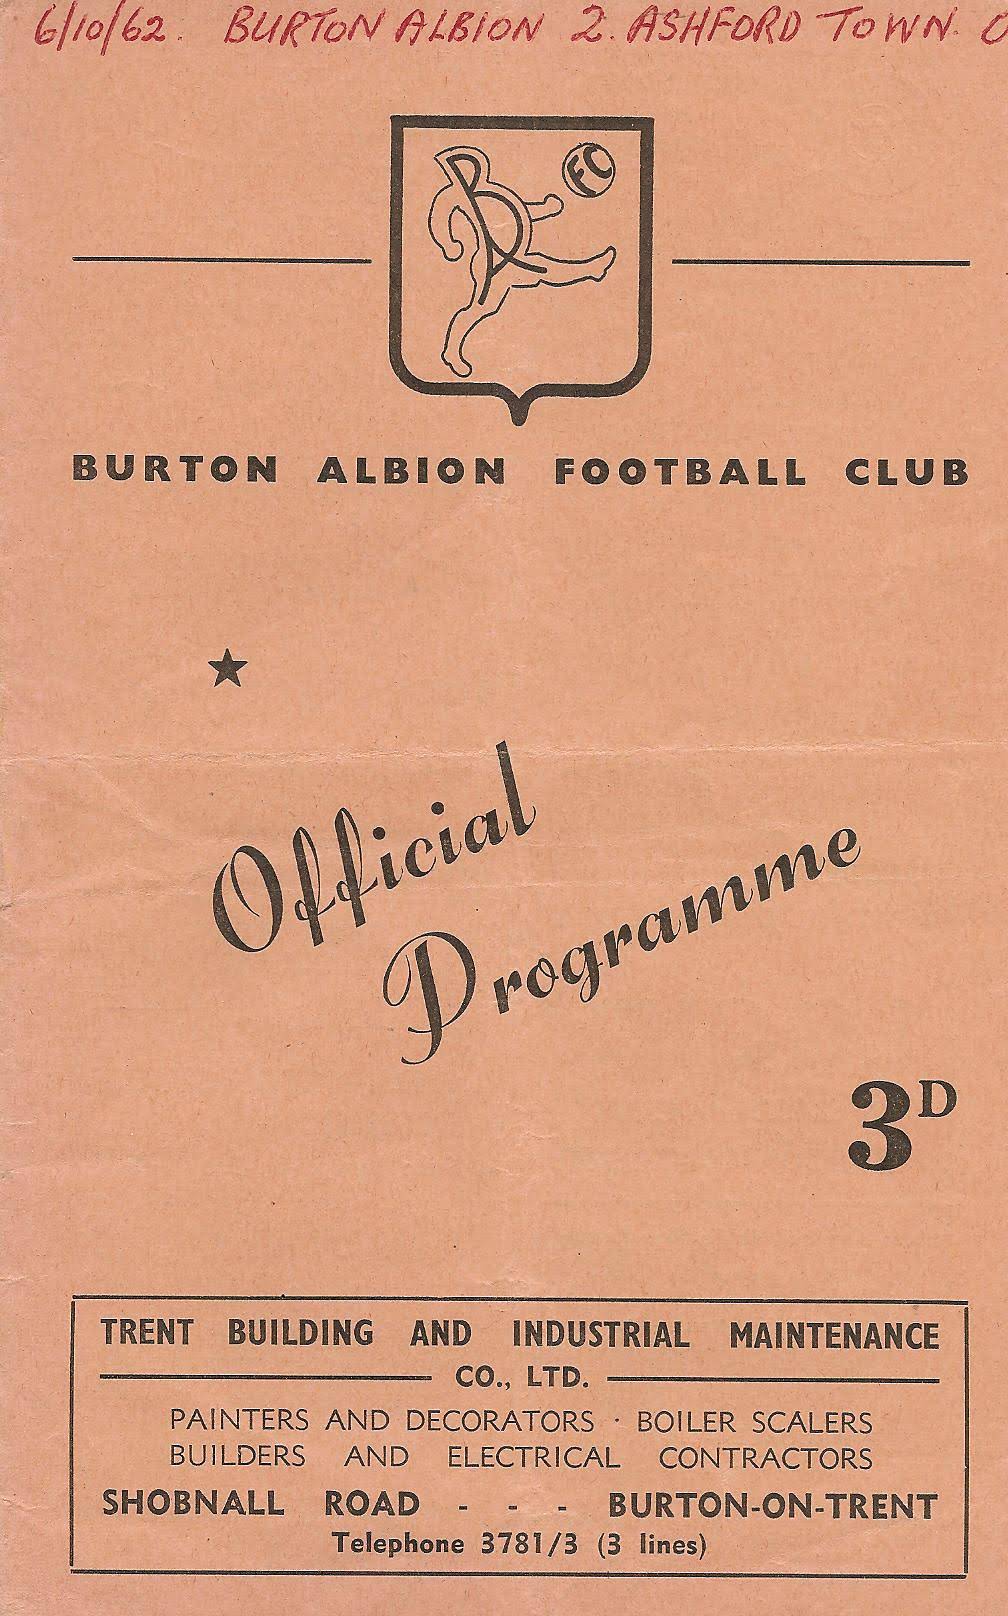 6/10/62. BURTON ALBION 2. ASHFORD TOWN. 0
BA
FC
BURTON ALBION FOOTBALL CLUB
Official
Programme
3D
TRENT BUILDING AND INDUSTRIAL MAINTENANCE
CO., LTD.
PAINTERS AND DECORATORS · BOILER SCALERS
BUILDERS AND ELECTRICAL CONTRACTORS
SHOBNALL ROAD - - - BURTON-ON-TRENT
Telephone 3781/3 (3 lines)